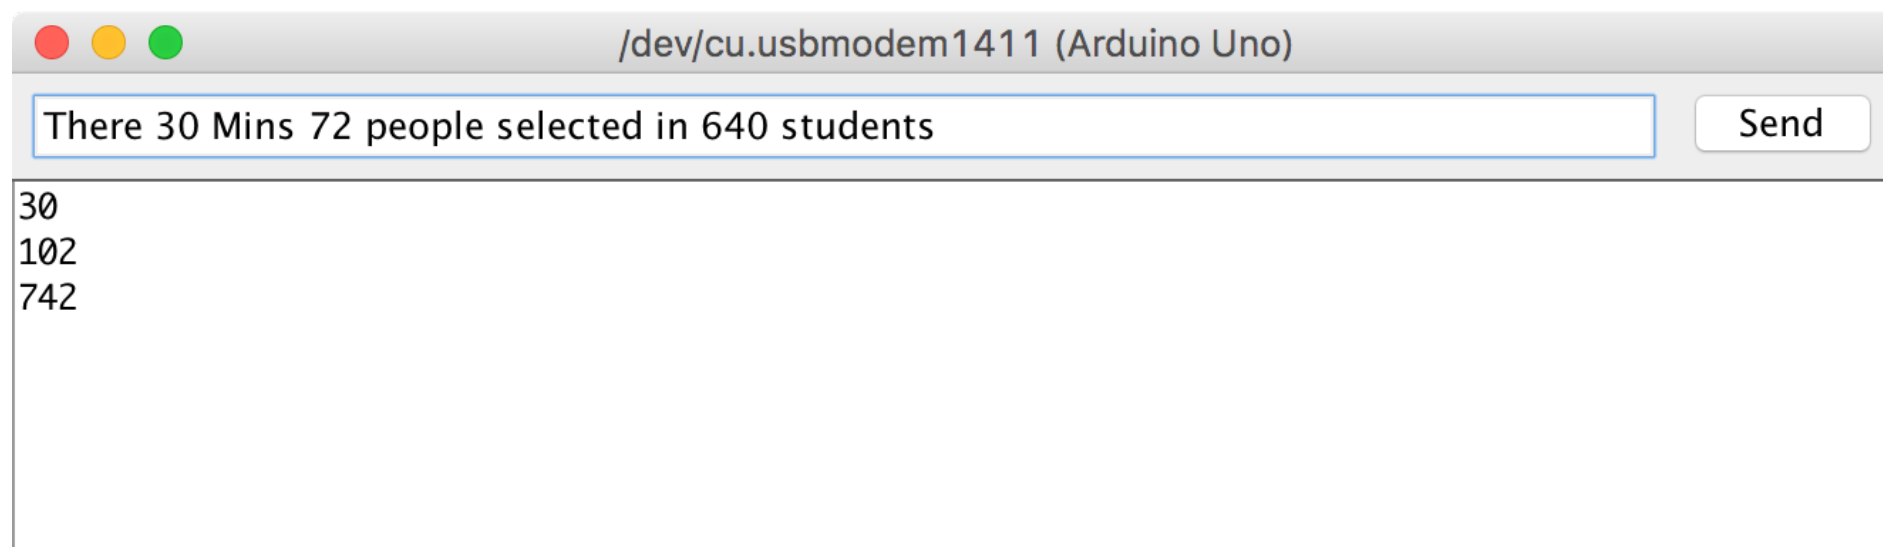 /dev/cu.usbmodem1411 (Arduino Uno)
There 30 Mins 72 people selected in 640 students
Send
30
102
742